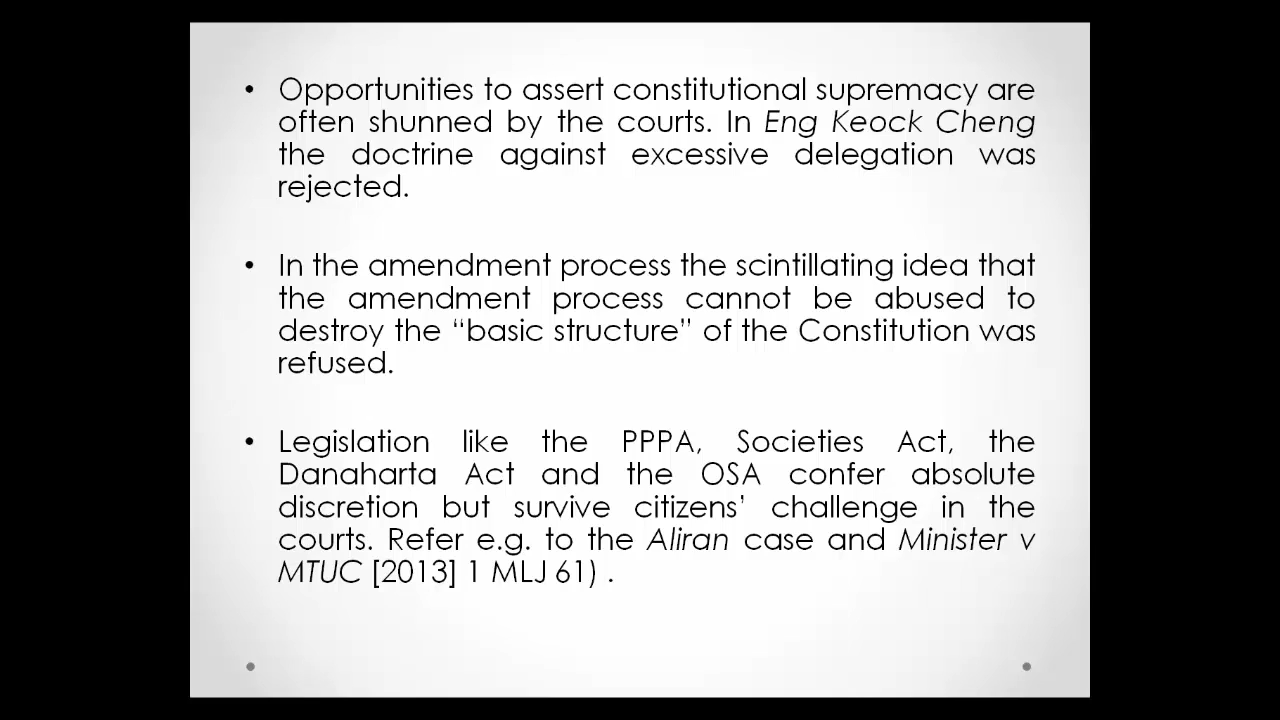 • Opportunities to assert constitutional supremacy are
often shunned by the courts. In Eng Keock Cheng
the doctrine against excessive delegation was
rejected.
• In the amendment process the scintillating idea that
the amendment process cannot be abused to
destroy the “basic structure” of the Constitution was
refused.
• Legislation like the PPPA, Societies Act, the
Danaharta Act and the OSA confer absolute
discretion but survive citizens’ challenge in the
courts. Refer e.g. to the Aliran case and Minister v
MTUC [2013] 1 MLJ 61) .